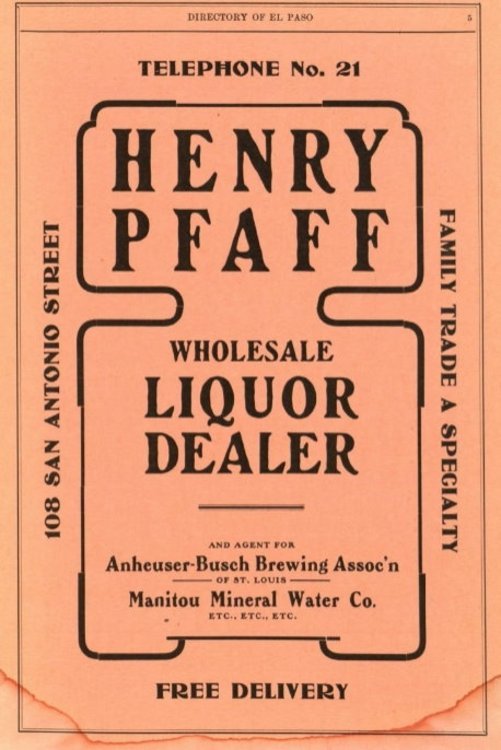 DIRECTORY OF EL PASO 5
TELEPHONE No. 21
HENRY
PFAFF
108 SAN ANTONIO STREET
FAMILY TRADE A SPECIALTY
WHOLESALE
LIQUOR
DEALER
AND AGENT FOR
Anheuser-Busch Brewing Assoc'n
OF ST. LOUIS
Manitou Mineral Water Co.
ETC., ETC., ETC.
FREE DELIVERY